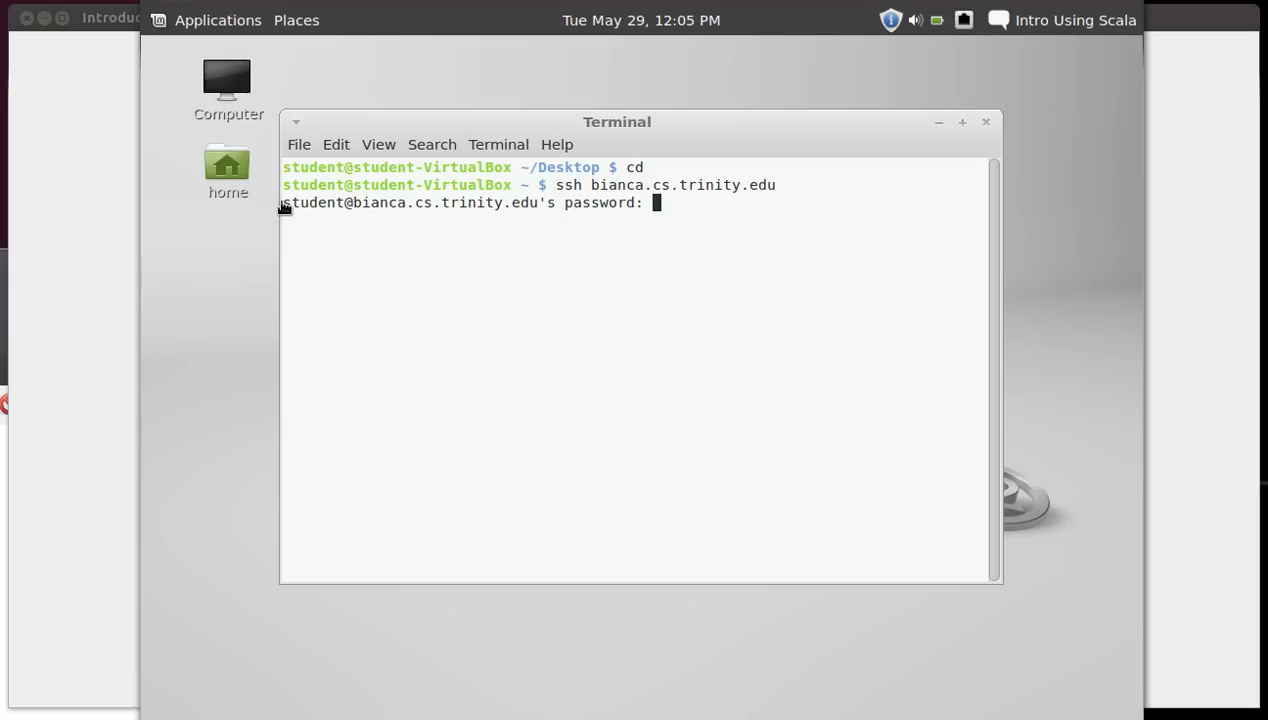 Introduc
Applications Places
Tue May 29, 12:05 PM
Intro Using Scala
Computer
home
Terminal
File Edit View Search Terminal Help
student@student-VirtualBox ~/Desktop $ cd
student@student-VirtualBox ~ $ ssh bianca.cs.trinity.edu
student@bianca.cs.trinity.edu's password: